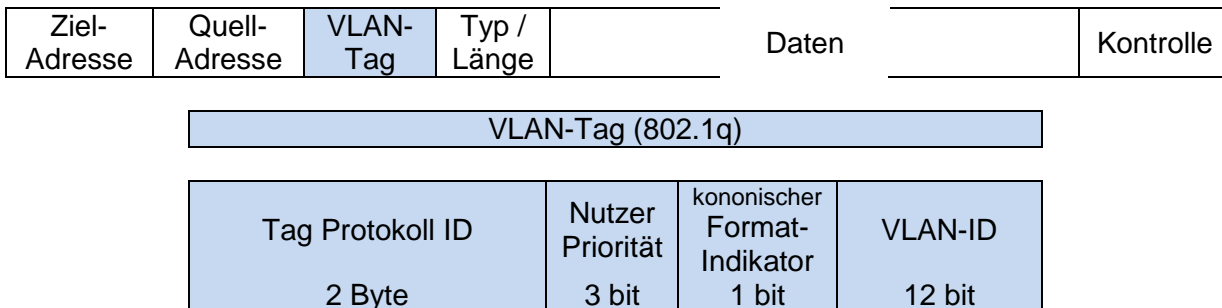 Ziel- Quell- VLAN- Typ /
Adresse Adresse Tag Länge Daten Kontrolle
VLAN-Tag (802.1q)
kononischer
Tag Protokoll ID Nutzer Format- VLAN-ID
Priorität Indikator
2 Byte 3 bit 1 bit 12 bit